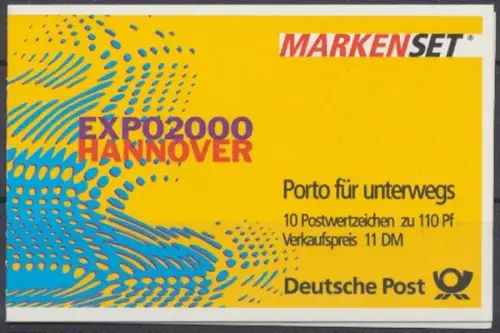 MARKENSET®
EXPO2000
HANNOVER
Porto für unterwegs
10 Postwertzeichen zu 110 Pf
Verkaufspreis 11 DM
Deutsche Post